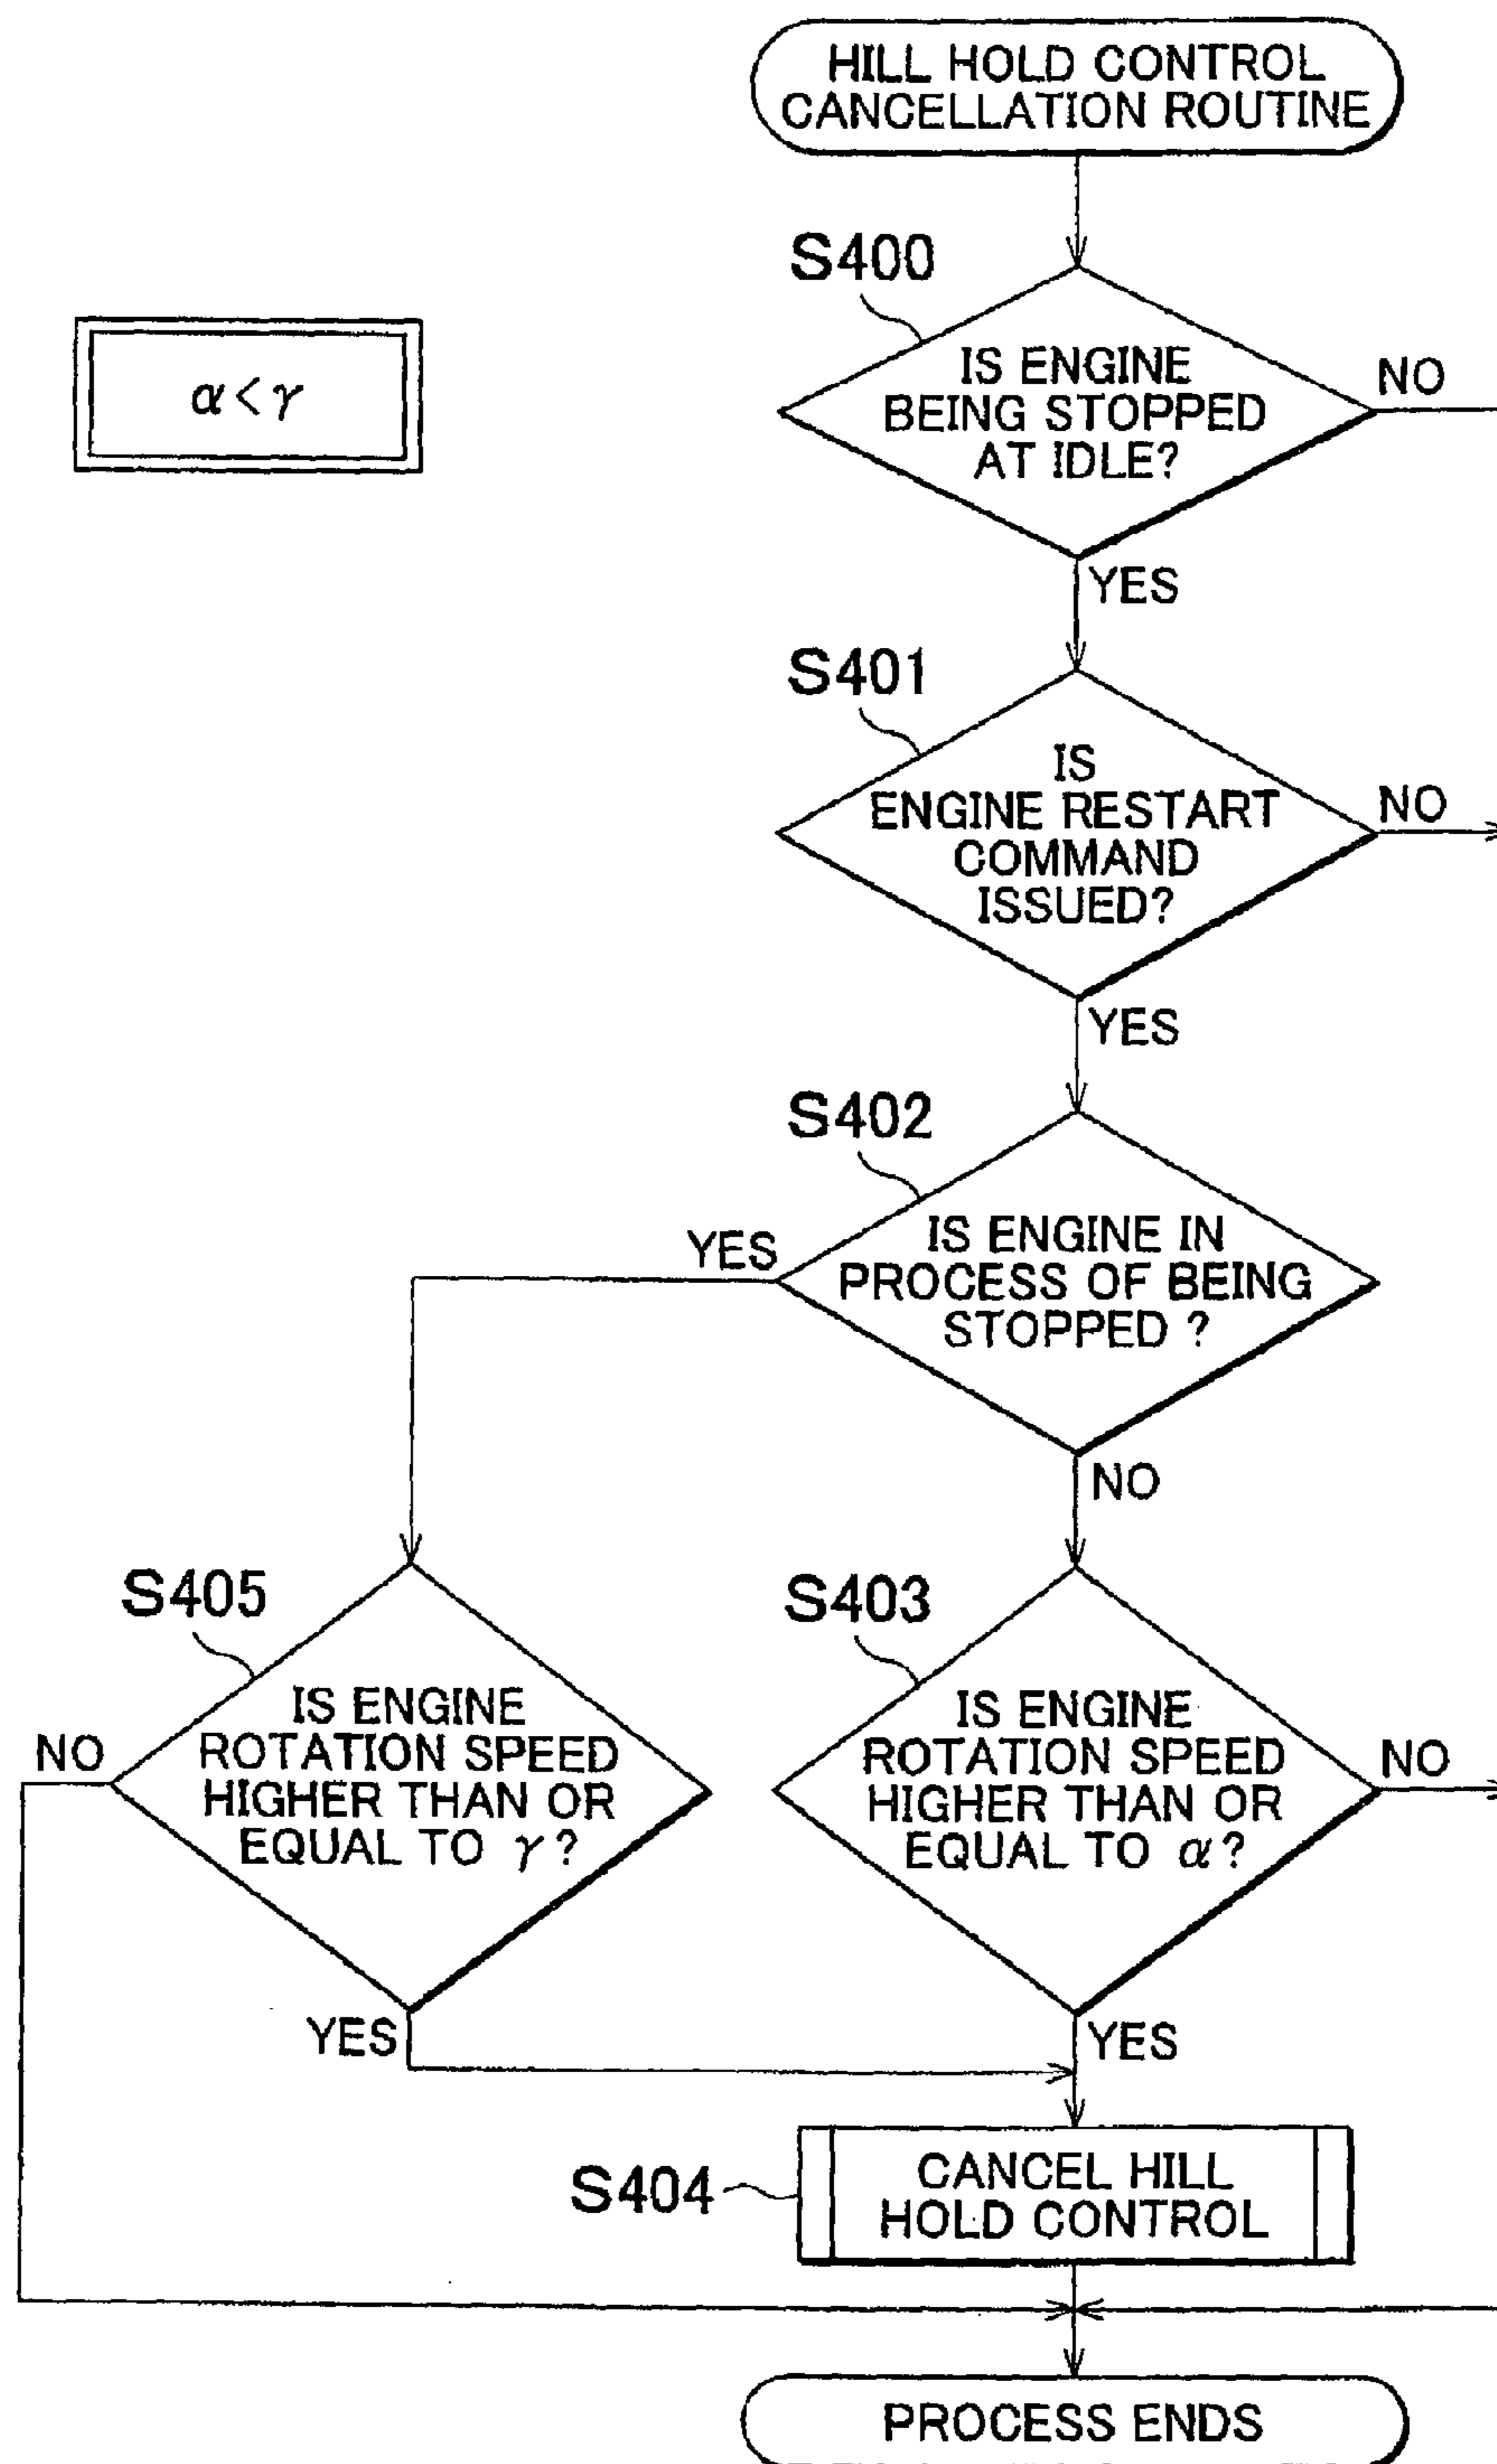 HILL HOLD CONTROL
CANCELLATION ROUTINE
S400
α<γ
IS ENGINE
BEING STOPPED
AT IDLE?
NO
YES
S401
IS
ENGINE RESTART
COMMAND
ISSUED?
NO
YES
S402
IS ENGINE IN
PROCESS OF BEING
STOPPED ?
YES
NO
S405
IS ENGINE
ROTATION SPEED
HIGHER THAN OR
EQUAL TO γ?
NO
YES
S403
IS ENGINE
ROTATION SPEED
HIGHER THAN OR
EQUAL TO α?
NO
YES
S404
CANCEL HILL
HOLD CONTROL
PROCESS ENDS